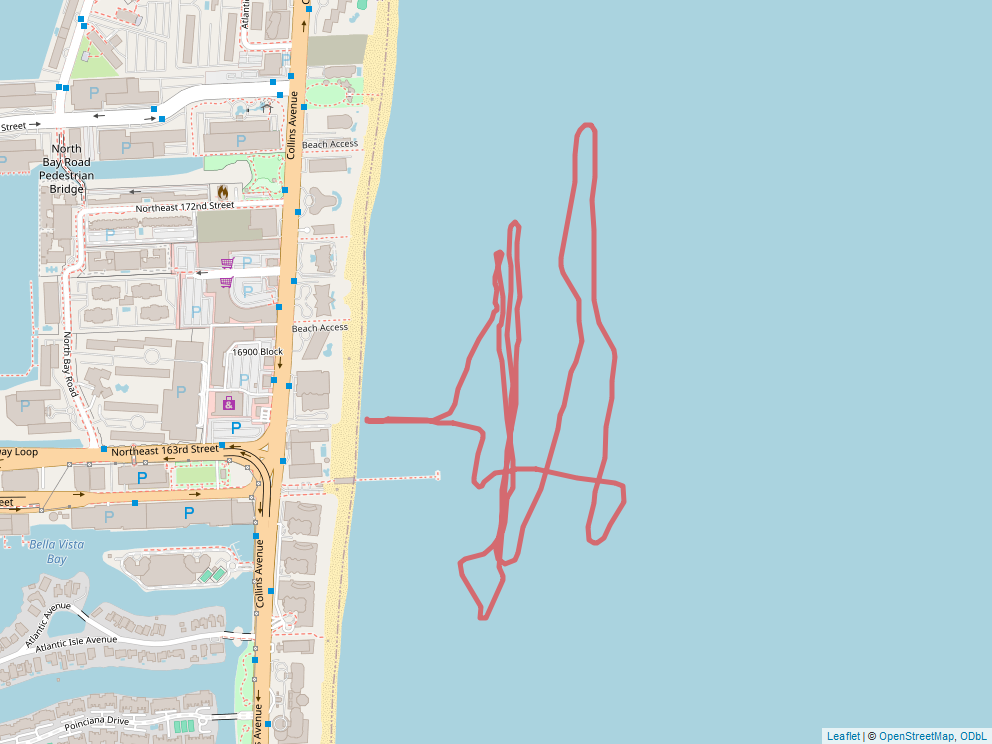 Atlantic
C
P
P
Collins Avenue
Street
P
P
P
North
Bay Road
Pedestrian
Bridge
Beach Access
Northeast 172nd Street
P
P
P
P
Beach Access
North Bay Road
16900 Block
P
P
P
P
way Loop
Northeast 163rd Street
P
Street
P
P
Bella Vista
Bay
Collins Avenue
Atlantic Avenue
Atlantic Isle Avenue
Poinciana Drive
s Avenue
Leaflet | © OpenStreetMap, ODbL